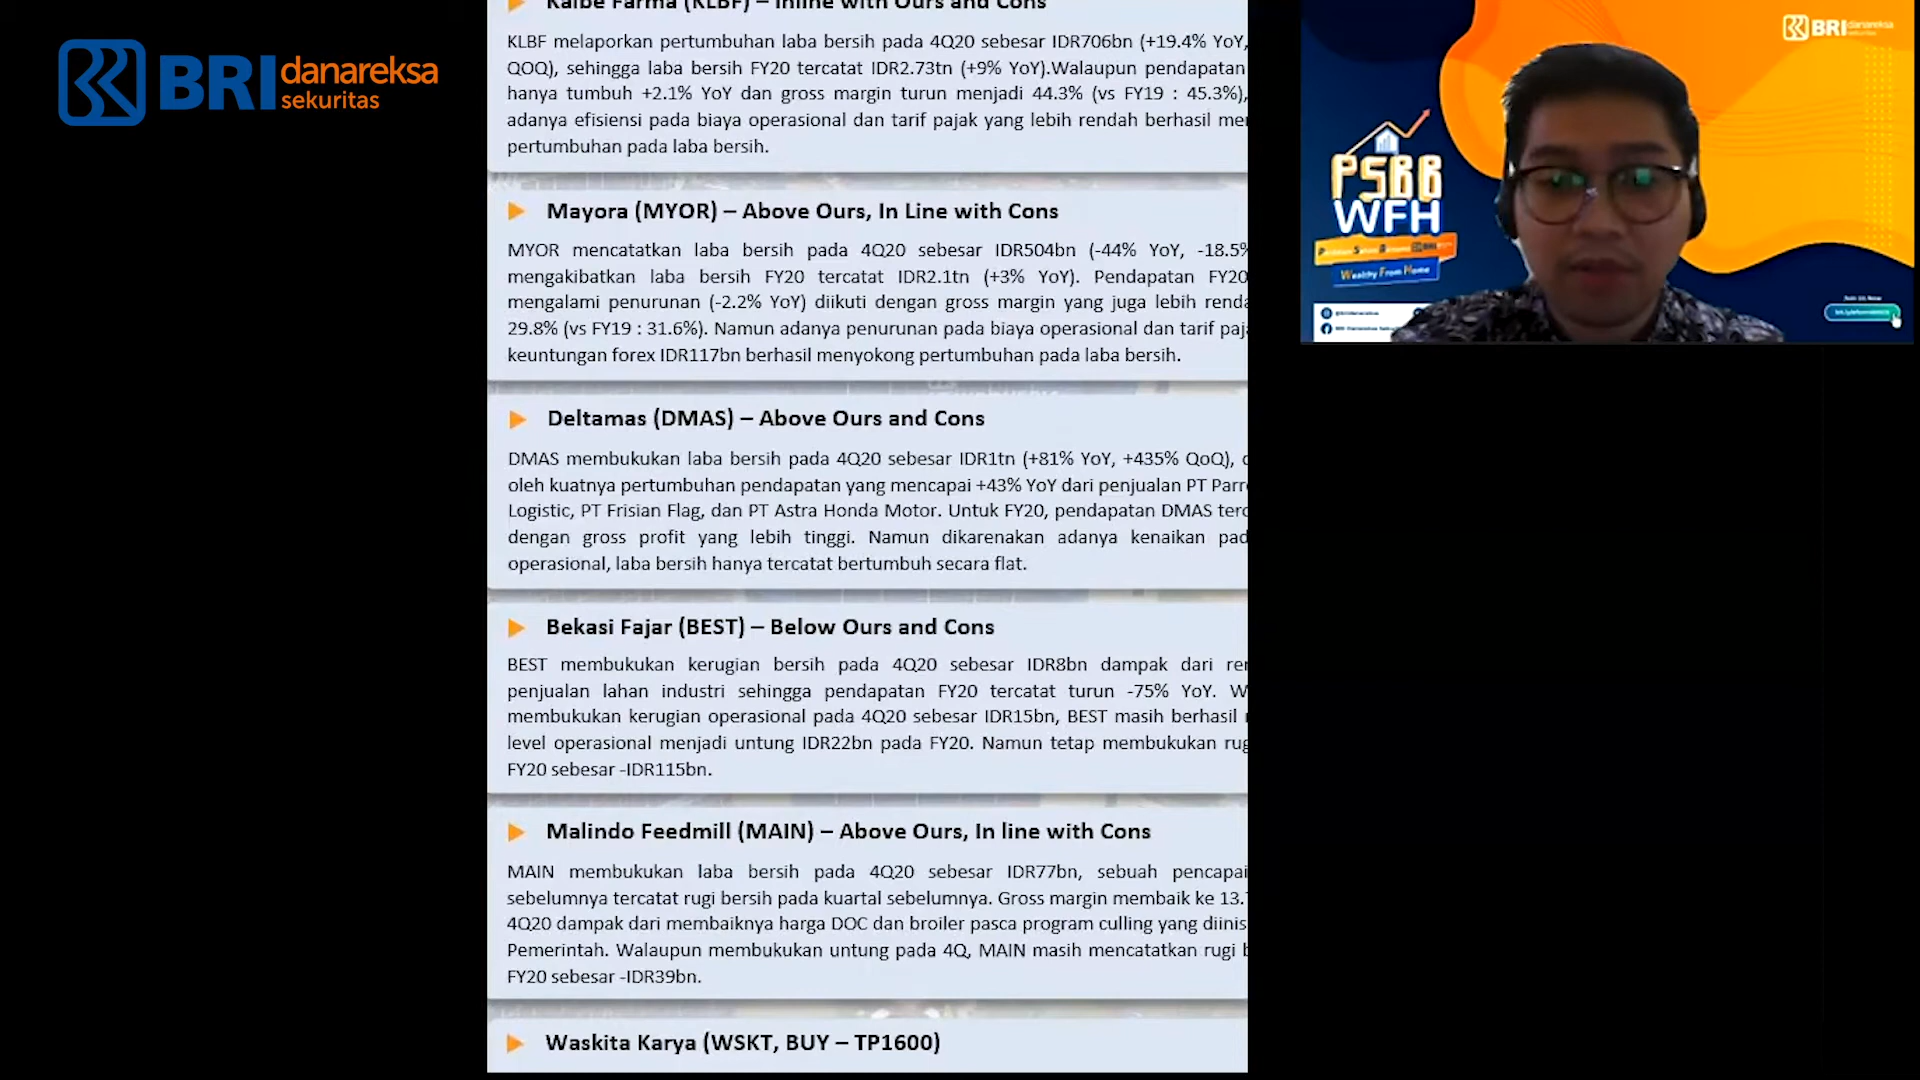 BRI danareksa
sekuritas
Kalbe Farma (KLBF) – Inline with Ours and Cons
KLBF melaporkan pertumbuhan laba bersih pada 4Q20 sebesar IDR706bn (+19.4% YoY,
QOQ), sehingga laba bersih FY20 tercatat IDR2.73tn (+9% YoY).Walaupun pendapatan
hanya tumbuh +2.1% YoY dan gross margin turun menjadi 44.3% (vs FY19 : 45.3%),
adanya efisiensi pada biaya operasional dan tarif pajak yang lebih rendah berhasil
pertumbuhan pada laba bersih.
Mayora (MYOR) – Above Ours, In Line with Cons
MYOR mencatatkan laba bersih pada 4Q20 sebesar IDR504bn (-44% YoY, -18.5%
mengakibatkan laba bersih FY20 tercatat IDR2.1tn (+3% YoY). Pendapatan FY20
mengalami penurunan (-2.2% YoY) diikuti dengan gross margin yang juga lebih
29.8% (vs FY19 : 31.6%). Namun adanya penurunan pada biaya operasional dan tarif
keuntungan forex IDR117bn berhasil menyokong pertumbuhan pada laba bersih.
Deltamas (DMAS) – Above Ours and Cons
DMAS membukukan laba bersih pada 4Q20 sebesar IDR1tn (+81% YoY, +435% QoQ),
oleh kuatnya pertumbuhan pendapatan yang mencapai +43% YoY dari penjualan PT
Logistic, PT Frisian Flag, dan PT Astra Honda Motor. Untuk FY20, pendapatan DMAS
dengan gross profit yang lebih tinggi. Namun dikarenakan adanya kenaikan
operasional, laba bersih hanya tercatat bertumbuh secara flat.
Bekasi Fajar (BEST) – Below Ours and Cons
BEST membukukan kerugian bersih pada 4Q20 sebesar IDR8bn dampak dari
penjualan lahan industri sehingga pendapatan FY20 tercatat turun -75% YoY.
membukukan kerugian operasional pada 4Q20 sebesar IDR15bn, BEST masih berhasil
level operasional menjadi untung IDR22bn pada FY20. Namun tetap membukukan
FY20 sebesar -IDR115bn.
Malindo Feedmill (MAIN) – Above Ours, In line with Cons
MAIN membukukan laba bersih pada 4Q20 sebesar IDR77bn, sebuah
sebelumnya tercatat rugi bersih pada kuartal sebelumnya. Gross margin membaik ke
4Q20 dampak dari membaiknya harga DOC dan broiler pasca program culling yang
Pemerintah. Walaupun membukukan untung pada 4Q, MAIN masih mencatatkan rugi
FY20 sebesar -IDR39bn.
Waskita Karya (WSKT, BUY – TP1600)
BRI danareksa
sekuritas
PSBB
WFH
Wealthy From Home